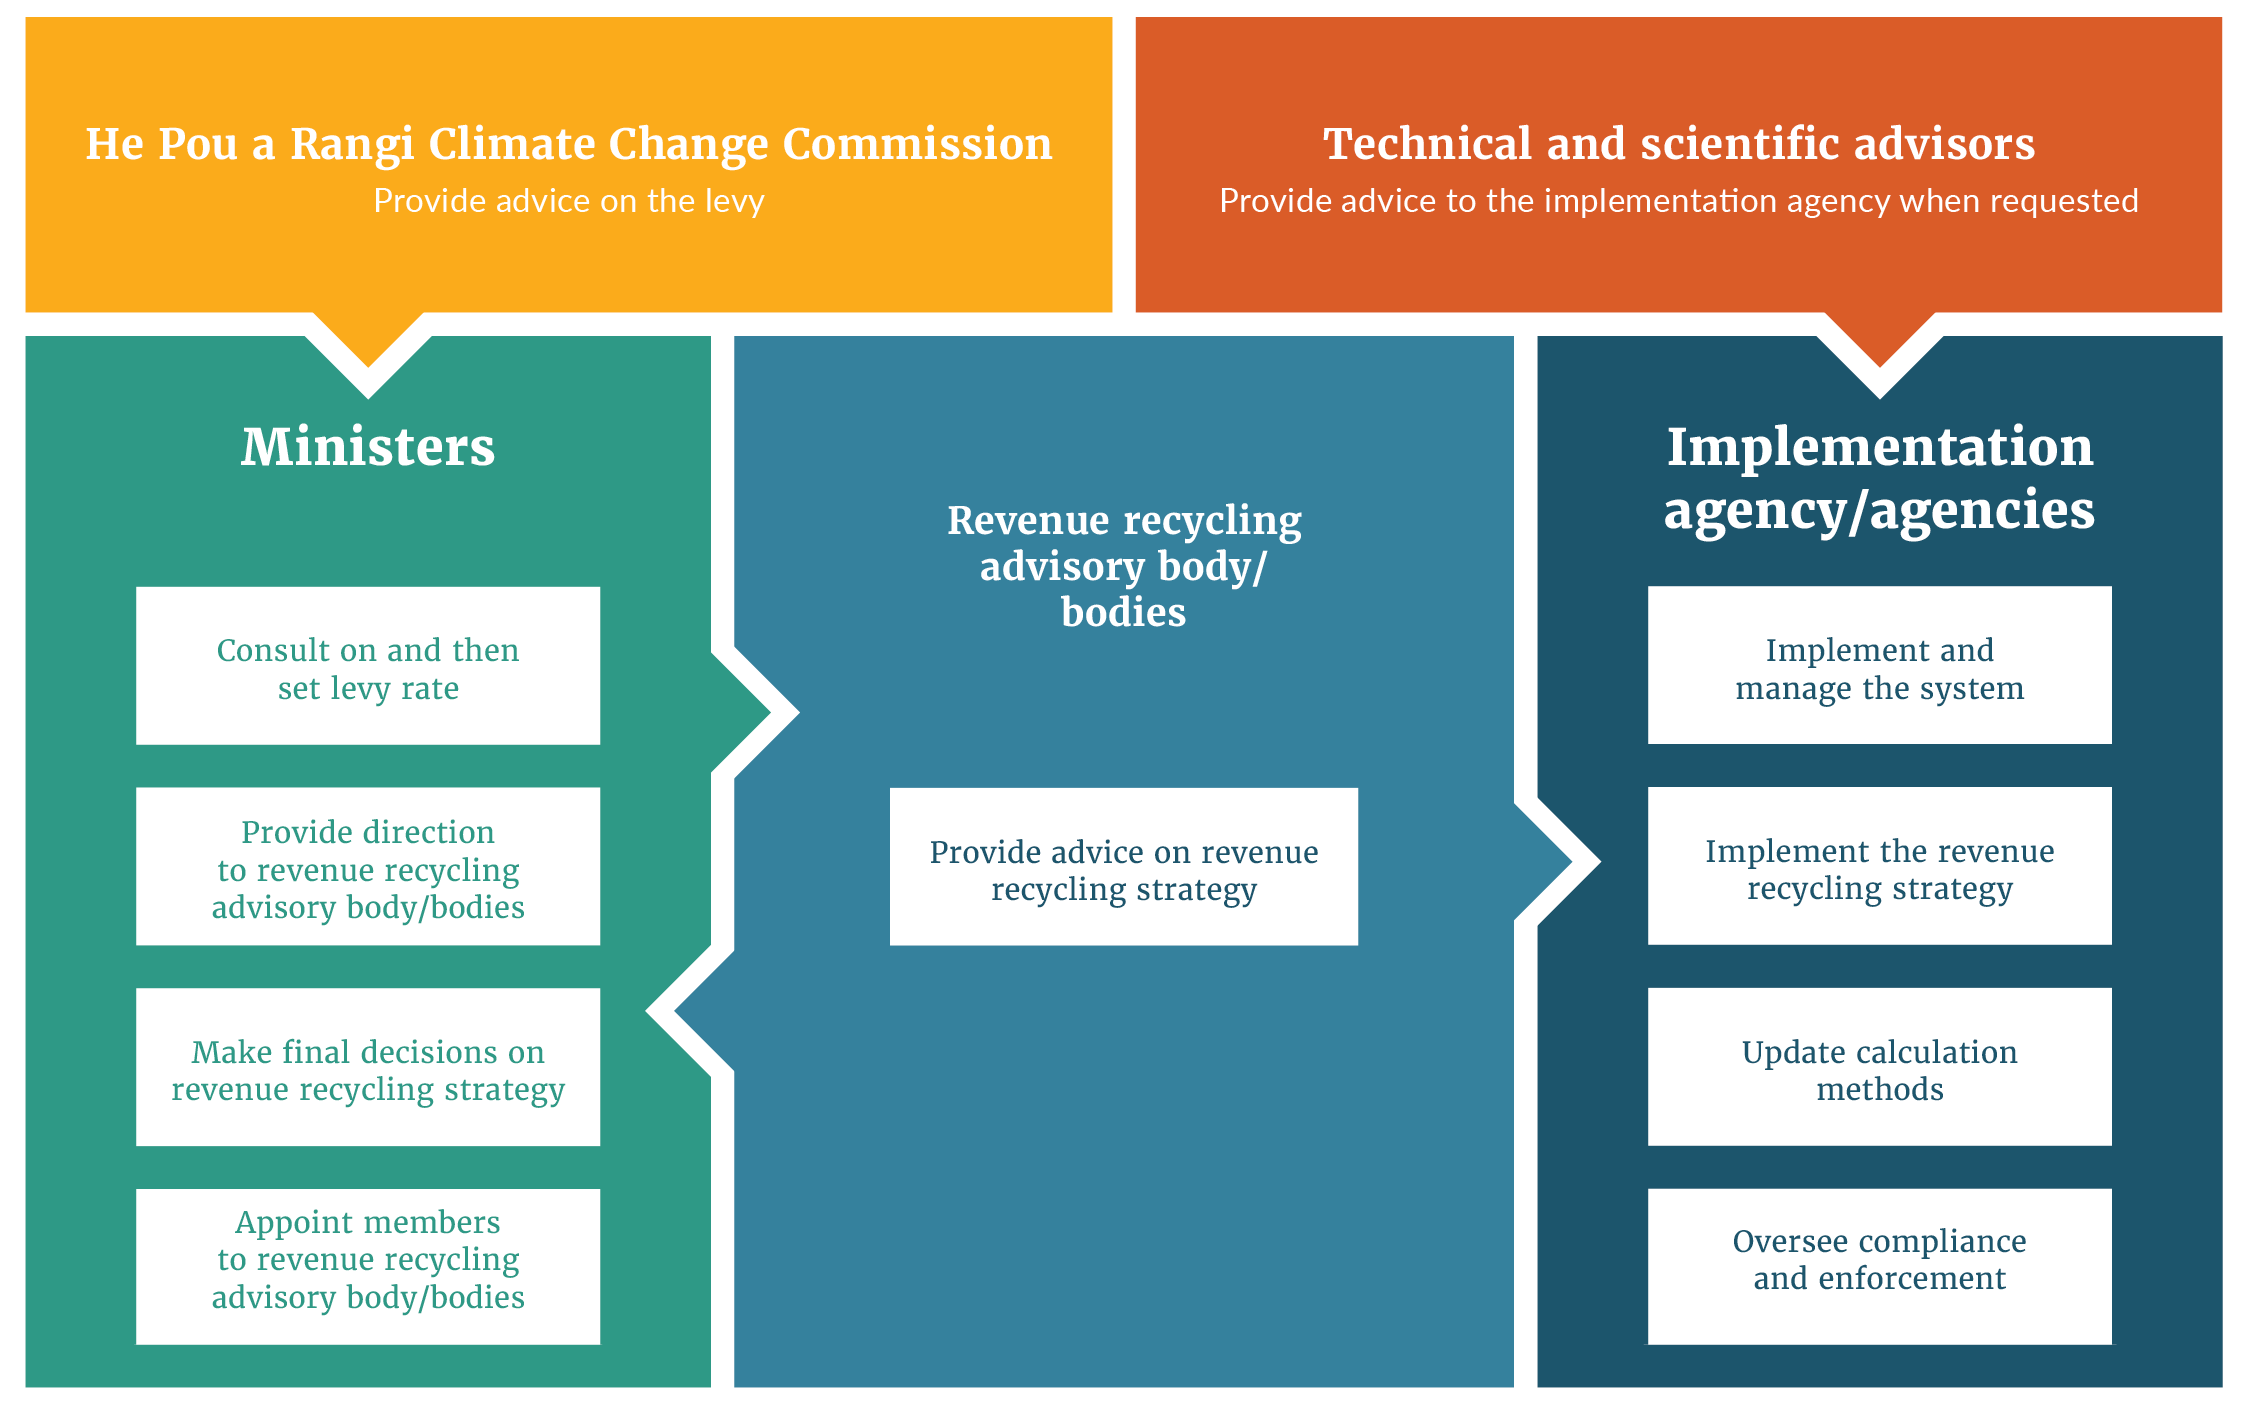 He Pou a Rangi Climate Change Commission
Provide advice on the levy
Technical and scientific advisors
Provide advice to the implementation agency when requested
Ministers
Consult on and then
set levy rate
Provide direction
to revenue recycling
advisory body/bodies
Make final decisions on
revenue recycling strategy
Appoint members
to revenue recycling
advisory body/bodies
Revenue recycling
advisory body/
bodies
Provide advice on revenue
recycling strategy
Implementation
agency/agencies
Implement and
manage the system
Implement the revenue
recycling strategy
Update calculation
methods
Oversee compliance
and enforcement